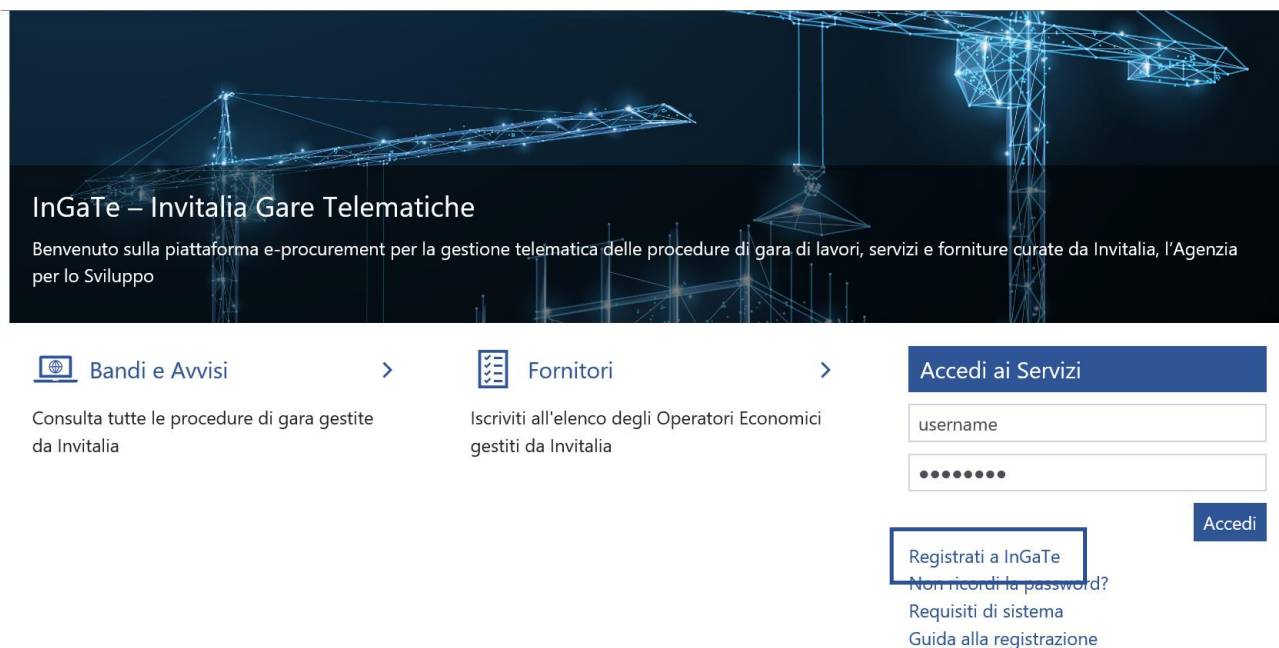 InGaTe – Invitalia Gare Telematiche
Benvenuto sulla piattaforma e-procurement per la gestione telematica delle procedure di gara di lavori, servizi e forniture curate da Invitalia, l'Agenzia
per lo Sviluppo
Bandi e Avvisi
Consulta tutte le procedure di gara gestite
da Invitalia
Fornitori
Iscriviti all'elenco degli Operatori Economici
gestiti da Invitalia
Accedi ai Servizi
username
●●●●●●●●
Accedi
Registrati a InGaTe
Non ricordi la password?
Requisiti di sistema
Guida alla registrazione